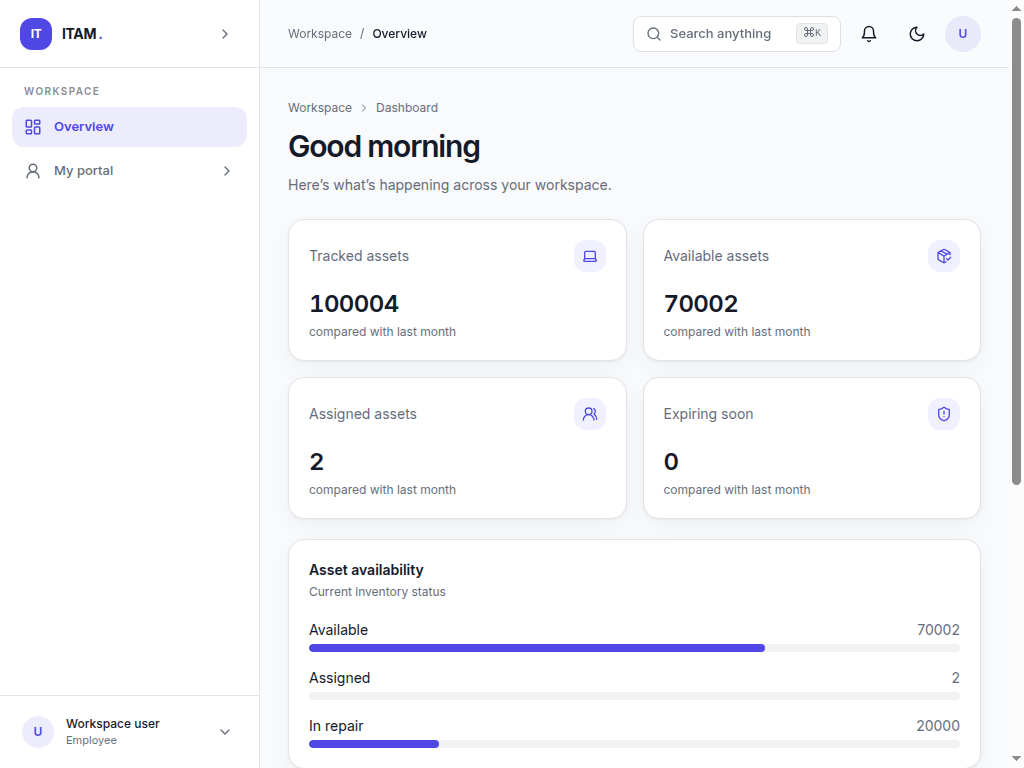 IT ITAM.
WORKSPACE
Overview
My portal
U Workspace user
Employee
Workspace / Overview
Search anything ⌘K
U
Workspace > Dashboard
Good morning
Here’s what’s happening across your workspace.
Tracked assets
100004
compared with last month
Available assets
70002
compared with last month
Assigned assets
2
compared with last month
Expiring soon
0
compared with last month
Asset availability
Current inventory status
Available 70002
Assigned 2
In repair 20000